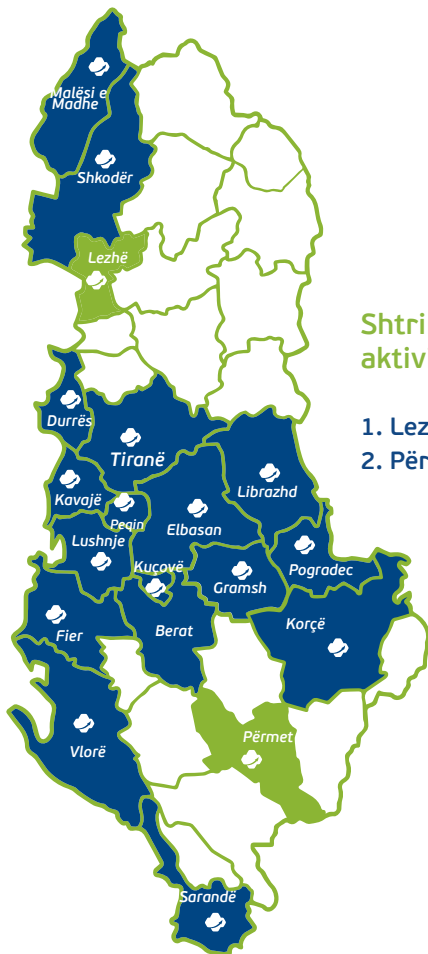 Malësi e
Madhe
Shkodër
Lezhë
Shtri
aktiv
Durrës
1. Lez
Tiranë
2. Për
Kavajë
Librazhd
Peqin
Elbasan
Lushnje
Kuçovë
Pogradec
Gramsh
Korçë
Fier
Berat
Përmet
Vlorë
Sarandë